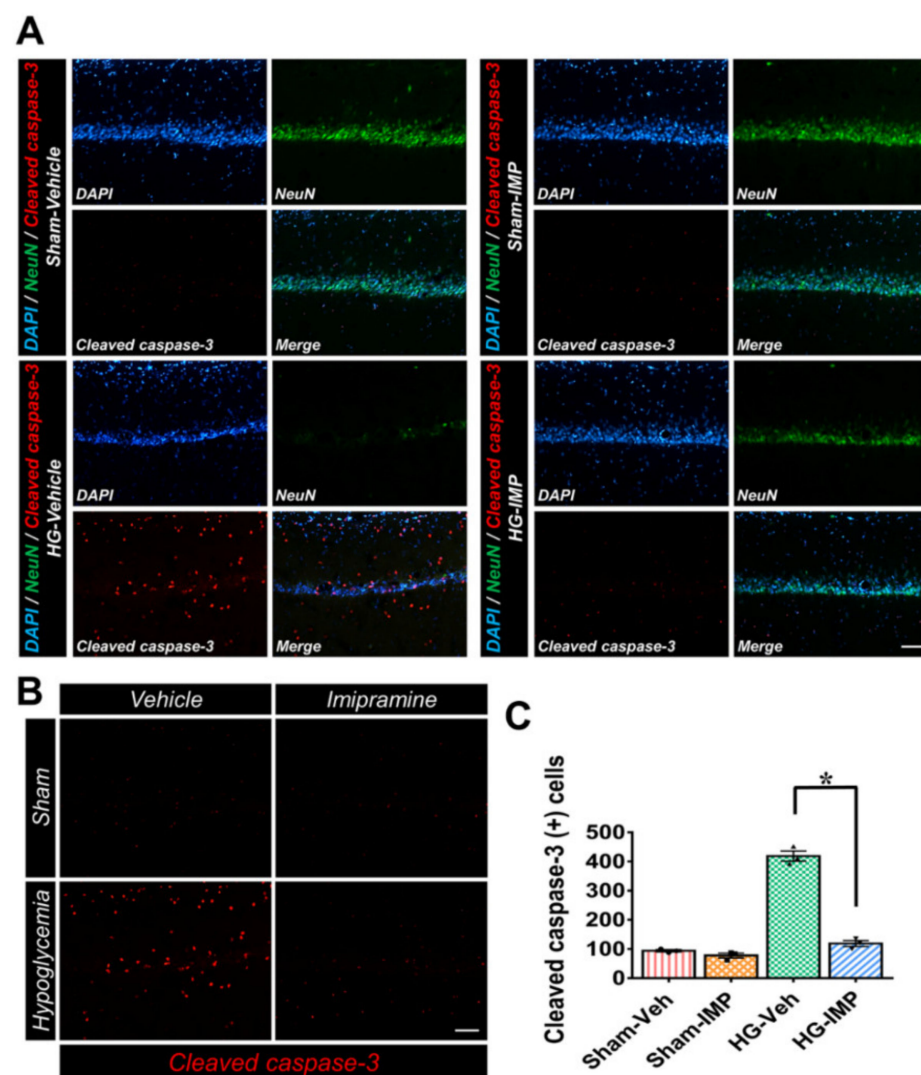 A
DAPI / NeuN / Cleaved caspase-3
Sham-Vehicle
DAPI
NeuN
Cleaved caspase-3
Merge
DAPI / NeuN / Cleaved caspase-3
Sham-IMP
DAPI
NeuN
Cleaved caspase-3
Merge
DAPI / NeuN / Cleaved caspase-3
HG-Vehicle
DAPI
NeuN
Cleaved caspase-3
Merge
DAPI / NeuN / Cleaved caspase-3
HG-IMP
DAPI
NeuN
Cleaved caspase-3
Merge
B
Vehicle
Imipramine
Sham
Hypoglycemia
Cleaved caspase-3
C
Cleaved caspase-3 (+) cells
500
400
300
200
100
0
*
Sham-Veh
Sham-IMP
HG-Veh
HG-IMP